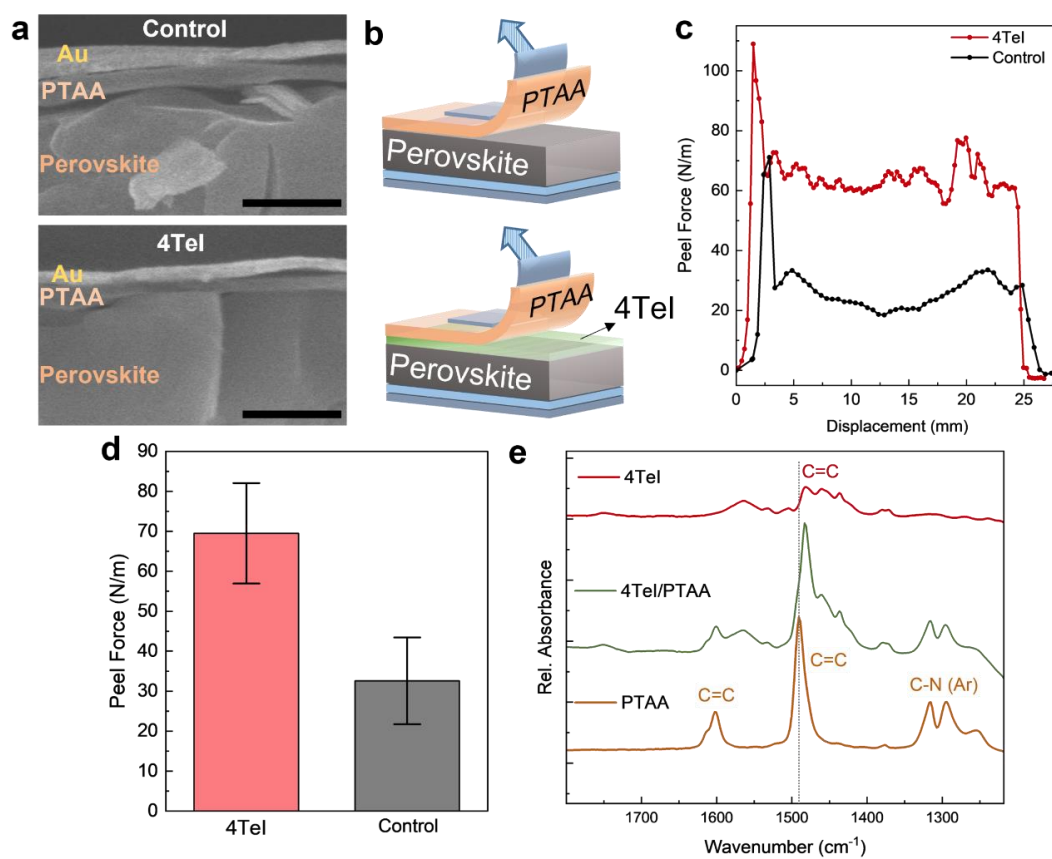 a
Control
Au
PTAA
Perovskite
4TeI
Au
PTAA
Perovskite
b
PTAA
Perovskite
PTAA
4TeI
Perovskite
c
4TeI
Control
Peel Force (N/m)
100
80
60
40
20
0
0 5 10 15 20 25
Displacement (mm)
d
Peel Force (N/m)
90
80
70
60
50
40
30
20
10
0
4TeI Control
e
Rel. Absorbance
4TeI
C=C
4TeI/PTAA
PTAA
C=C
C=C
C-N (Ar)
1700 1600 1500 1400 1300
Wavenumber (cm⁻¹)